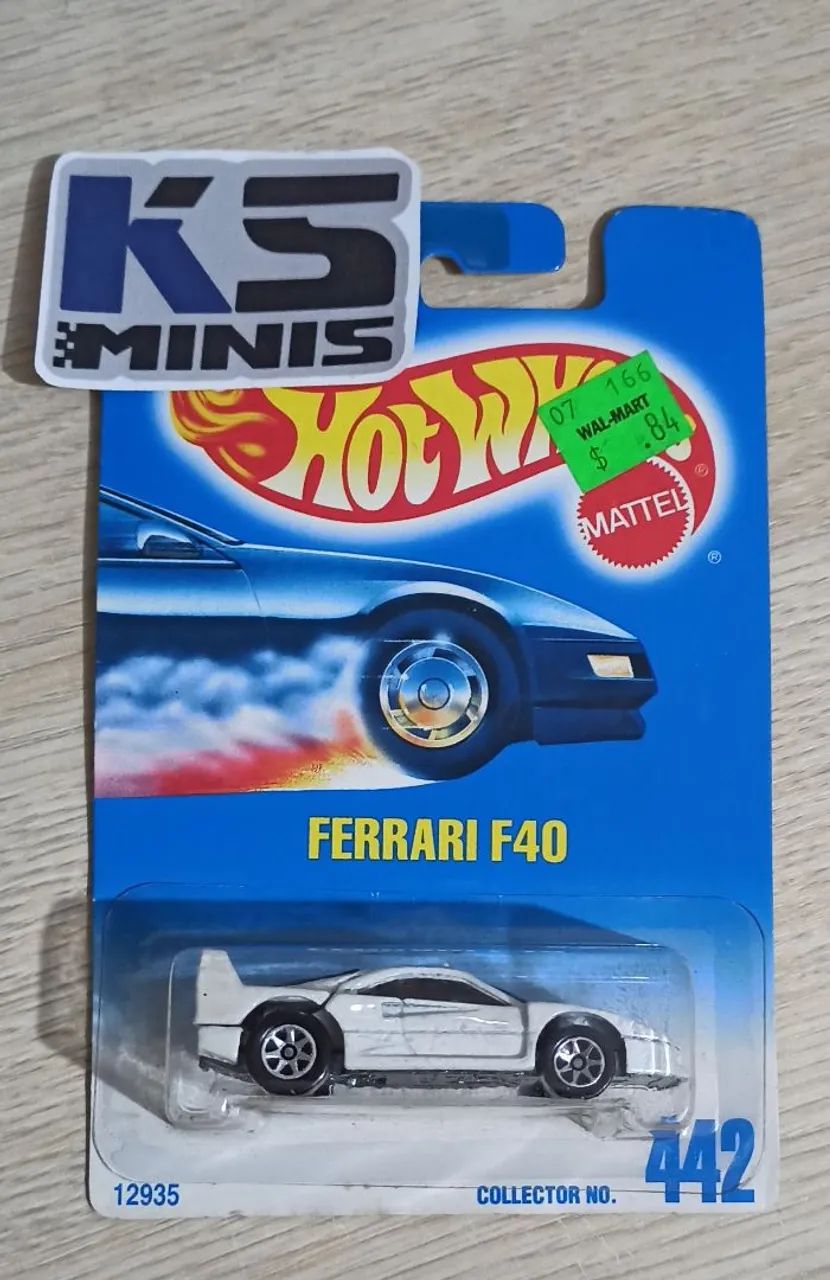 KS
MINIS
HOT WH
07 166
WAL-MART
$ .84
MATTEL
®
®
FERRARI F40
12935
COLLECTOR NO.
442